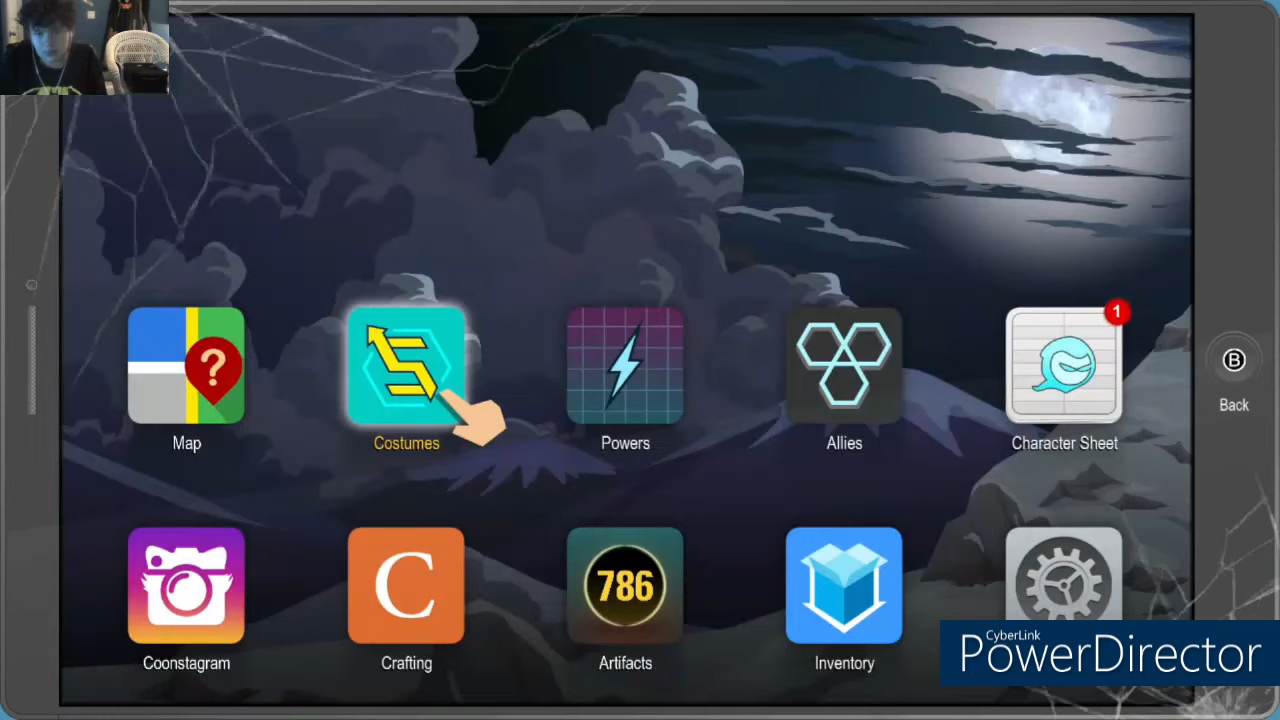 1
?
Map
Costumes
Powers
Allies
Character Sheet
B
Back
C
786
Coonstagram
Crafting
Artifacts
Inventory
CyberLink
PowerDirector